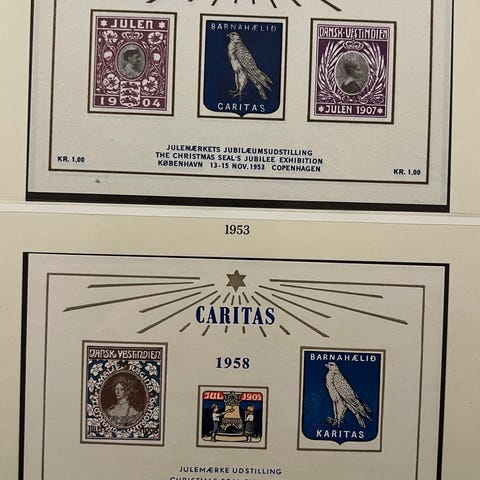 JULEN
BARNAHÆLIÐ
DANSK-VESTINDIEN
1904
CARITAS
JULEN 1907
JULEMÆRKETS JUBILÆUMSUDSTILLING
KR. 1,00
THE CHRISTMAS SEAL'S JUBILEE EXHIBITION
KR. 1,00
KØBENHAVN 13-15 NOV. 1953 COPENHAGEN
1953
CARITAS
1958
DANSK-VESTINDIEN
BARNAHÆLIÐ
JUL 1905
KARITAS
JULEMÆRKE UDSTILLING